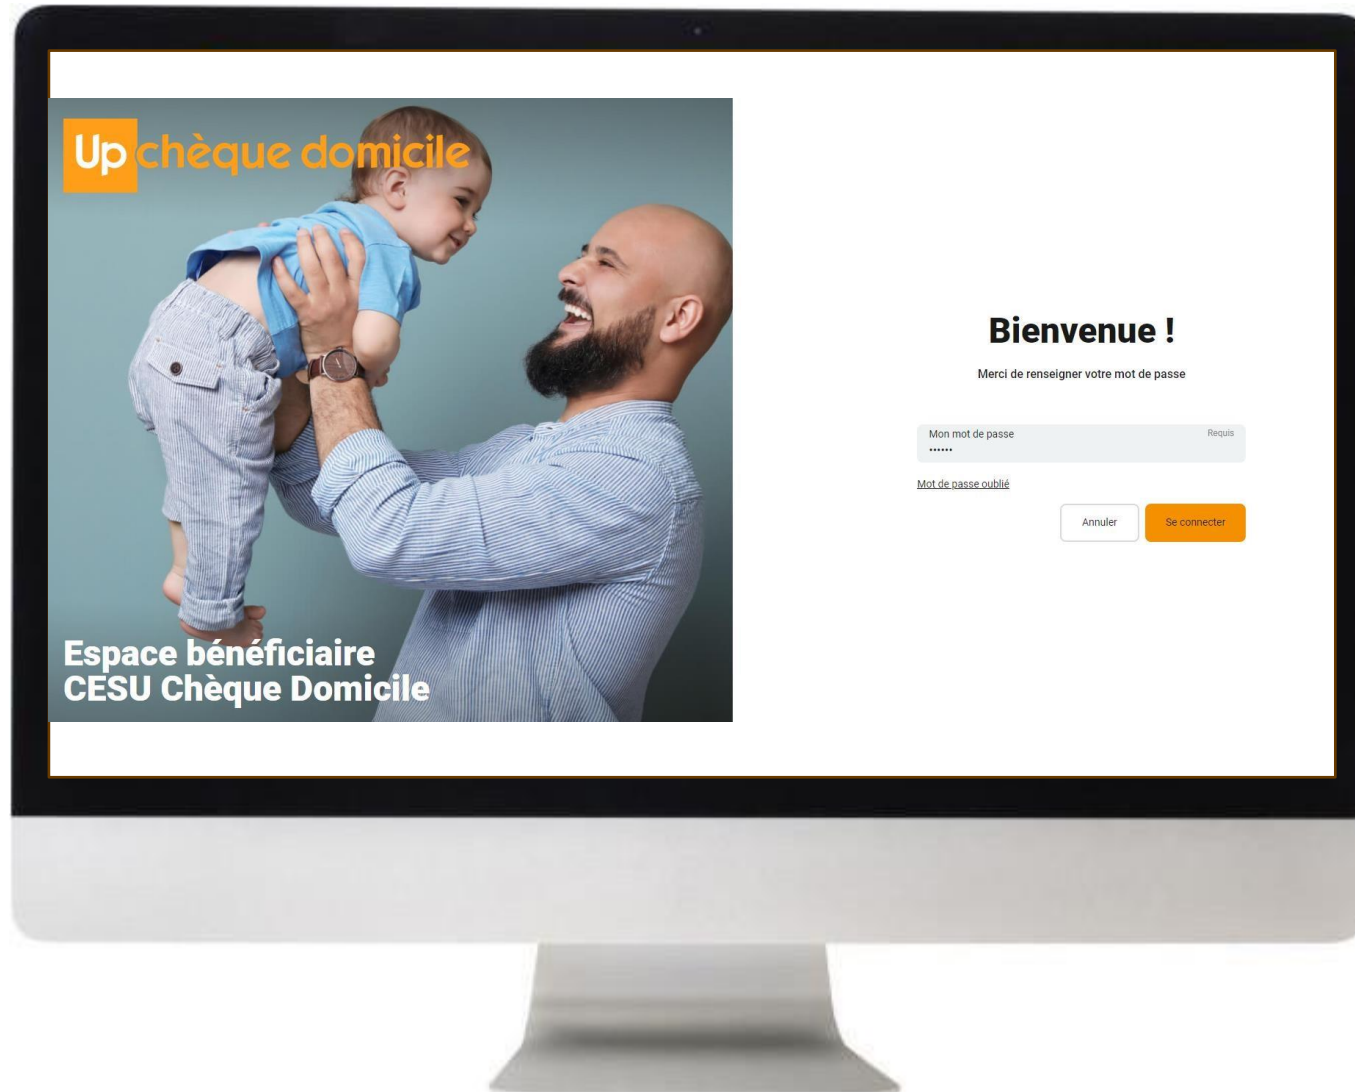 Up chèque domicile
Espace bénéficiaire
CESU Chèque Domicile
Bienvenue !
Merci de renseigner votre mot de passe
Mon mot de passe
Requis
••••••
Mot de passe oublié
Annuler
Se connecter